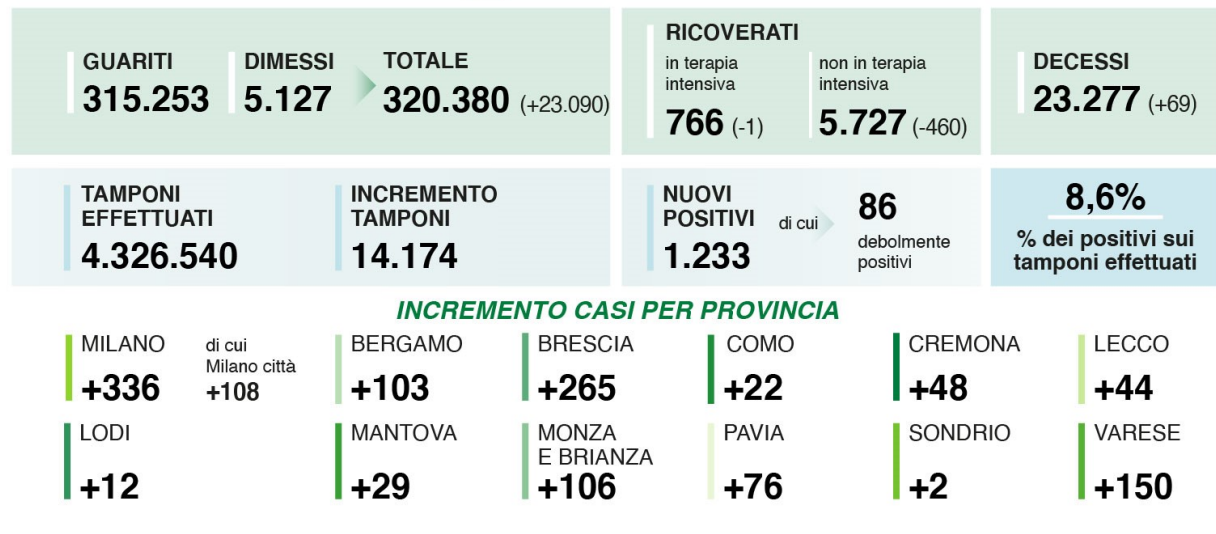 GUARITI
315.253
DIMESSI
5.127
TOTALE
320.380 (+23.090)
RICOVERATI
in terapia
intensiva
766 (-1)
non in terapia
intensiva
5.727 (-460)
DECESSI
23.277 (+69)
TAMPONI
EFFETTUATI
4.326.540
INCREMENTO
TAMPONI
14.174
NUOVI
POSITIVI
1.233
di cui
86
debolmente
positivi
8,6%
% dei positivi sui
tamponi effettuati
INCREMENTO CASI PER PROVINCIA
MILANO
+336
di cui
Milano città
+108
BERGAMO
+103
BRESCIA
+265
COMO
+22
CREMONA
+48
LECCO
+44
LODI
+12
MANTOVA
+29
MONZA
E BRIANZA
+106
PAVIA
+76
SONDRIO
+2
VARESE
+150